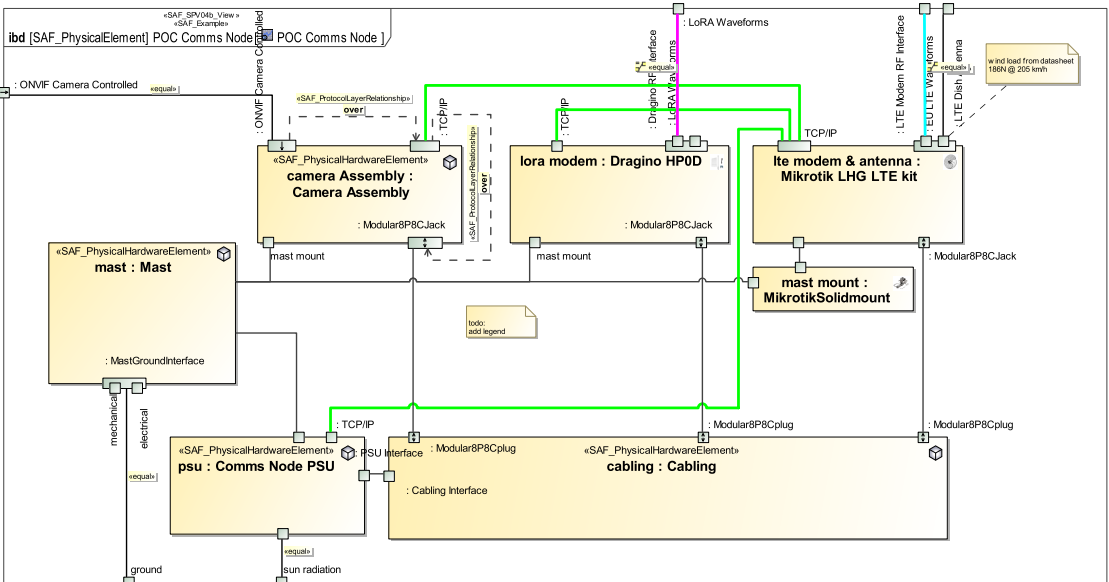 «SAF_SPV04b_View »
«SAF_Example»
ibd [SAF_PhysicalElement] POC Comms Node [ POC Comms Node ]
: ONVIF Camera Controlled
«equal»
: ONVIF Camera Controlled
«SAF_ProtocolLayerRelationship»
over
: TCP/IP
«SAF_ProtocolLayerRelationship»
over
: TCP/IP
: LoRA Waveforms
«equal»
: Dragino RF Interface
: LoRA Waveforms
TCP/IP
: LTE Modem RF Interface
: EU LTE Waveforms
«equal»
: LTE Dish Antenna
w ind load from datasheet
186N @ 205 km/h
«SAF_PhysicalHardwareElement»
camera Assembly :
Camera Assembly
: Modular8P8CJack
mast mount
lora modem : Dragino HP0D
: Modular8P8CJack
mast mount
lte modem & antenna :
Mikrotik LHG LTE kit
: Modular8P8CJack
mast mount :
MikrotikSolidmount
«SAF_PhysicalHardwareElement»
mast : Mast
: MastGroundInterface
mechanical
electrical
«equal»
ground
todo:
add legend
: TCP/IP
«SAF_PhysicalHardwareElement»
psu : Comms Node PSU
: PSU Interface
«equal»
sun radiation
: Modular8P8Cplug
: Modular8P8Cplug
: Modular8P8Cplug
«SAF_PhysicalHardwareElement»
cabling : Cabling
: Cabling Interface